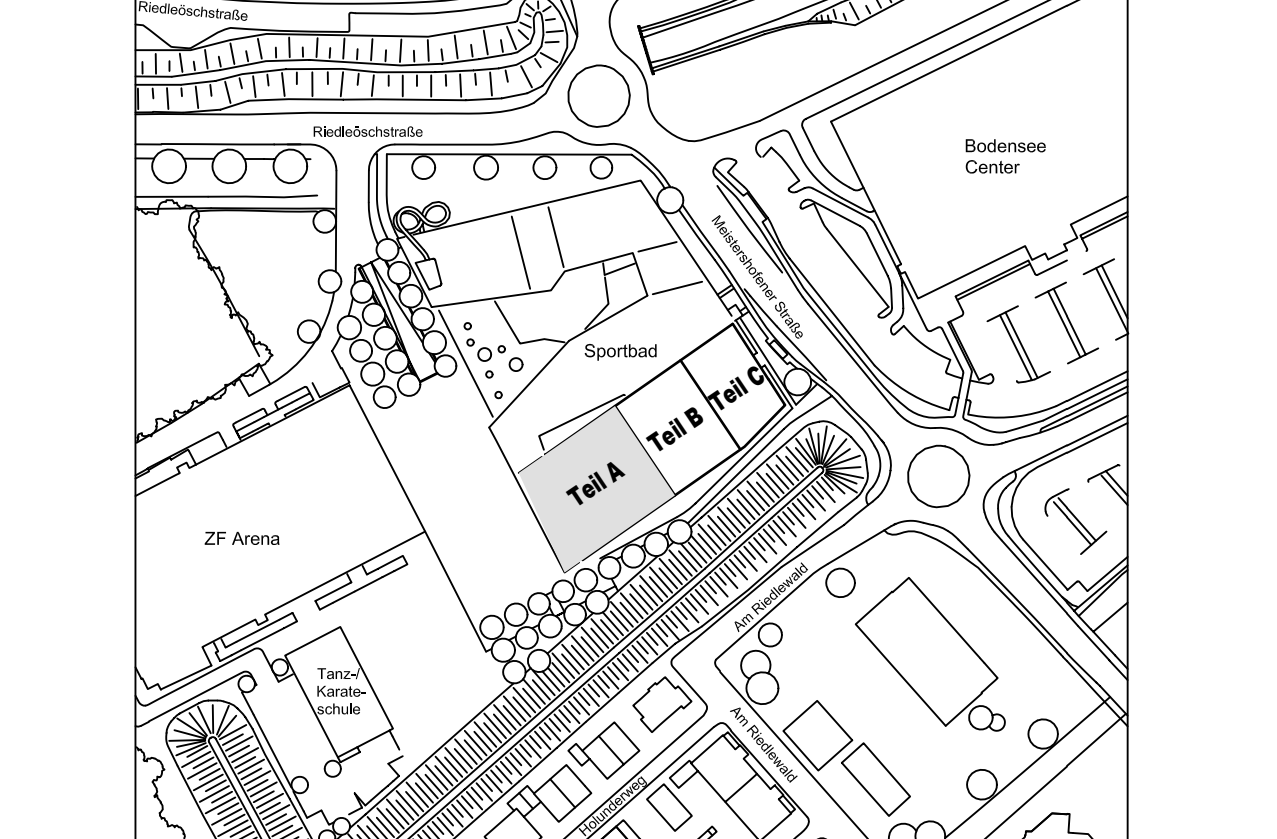 Riedleöschstraße
Riedleöschstraße
Bodensee
Center
Meistershofener Straße
Sportbad
Teil C
Teil B
Teil A
ZF Arena
Am Riedlewald
Tanz-/
Karate-
schule
Am Riedlewald
Holunderweg